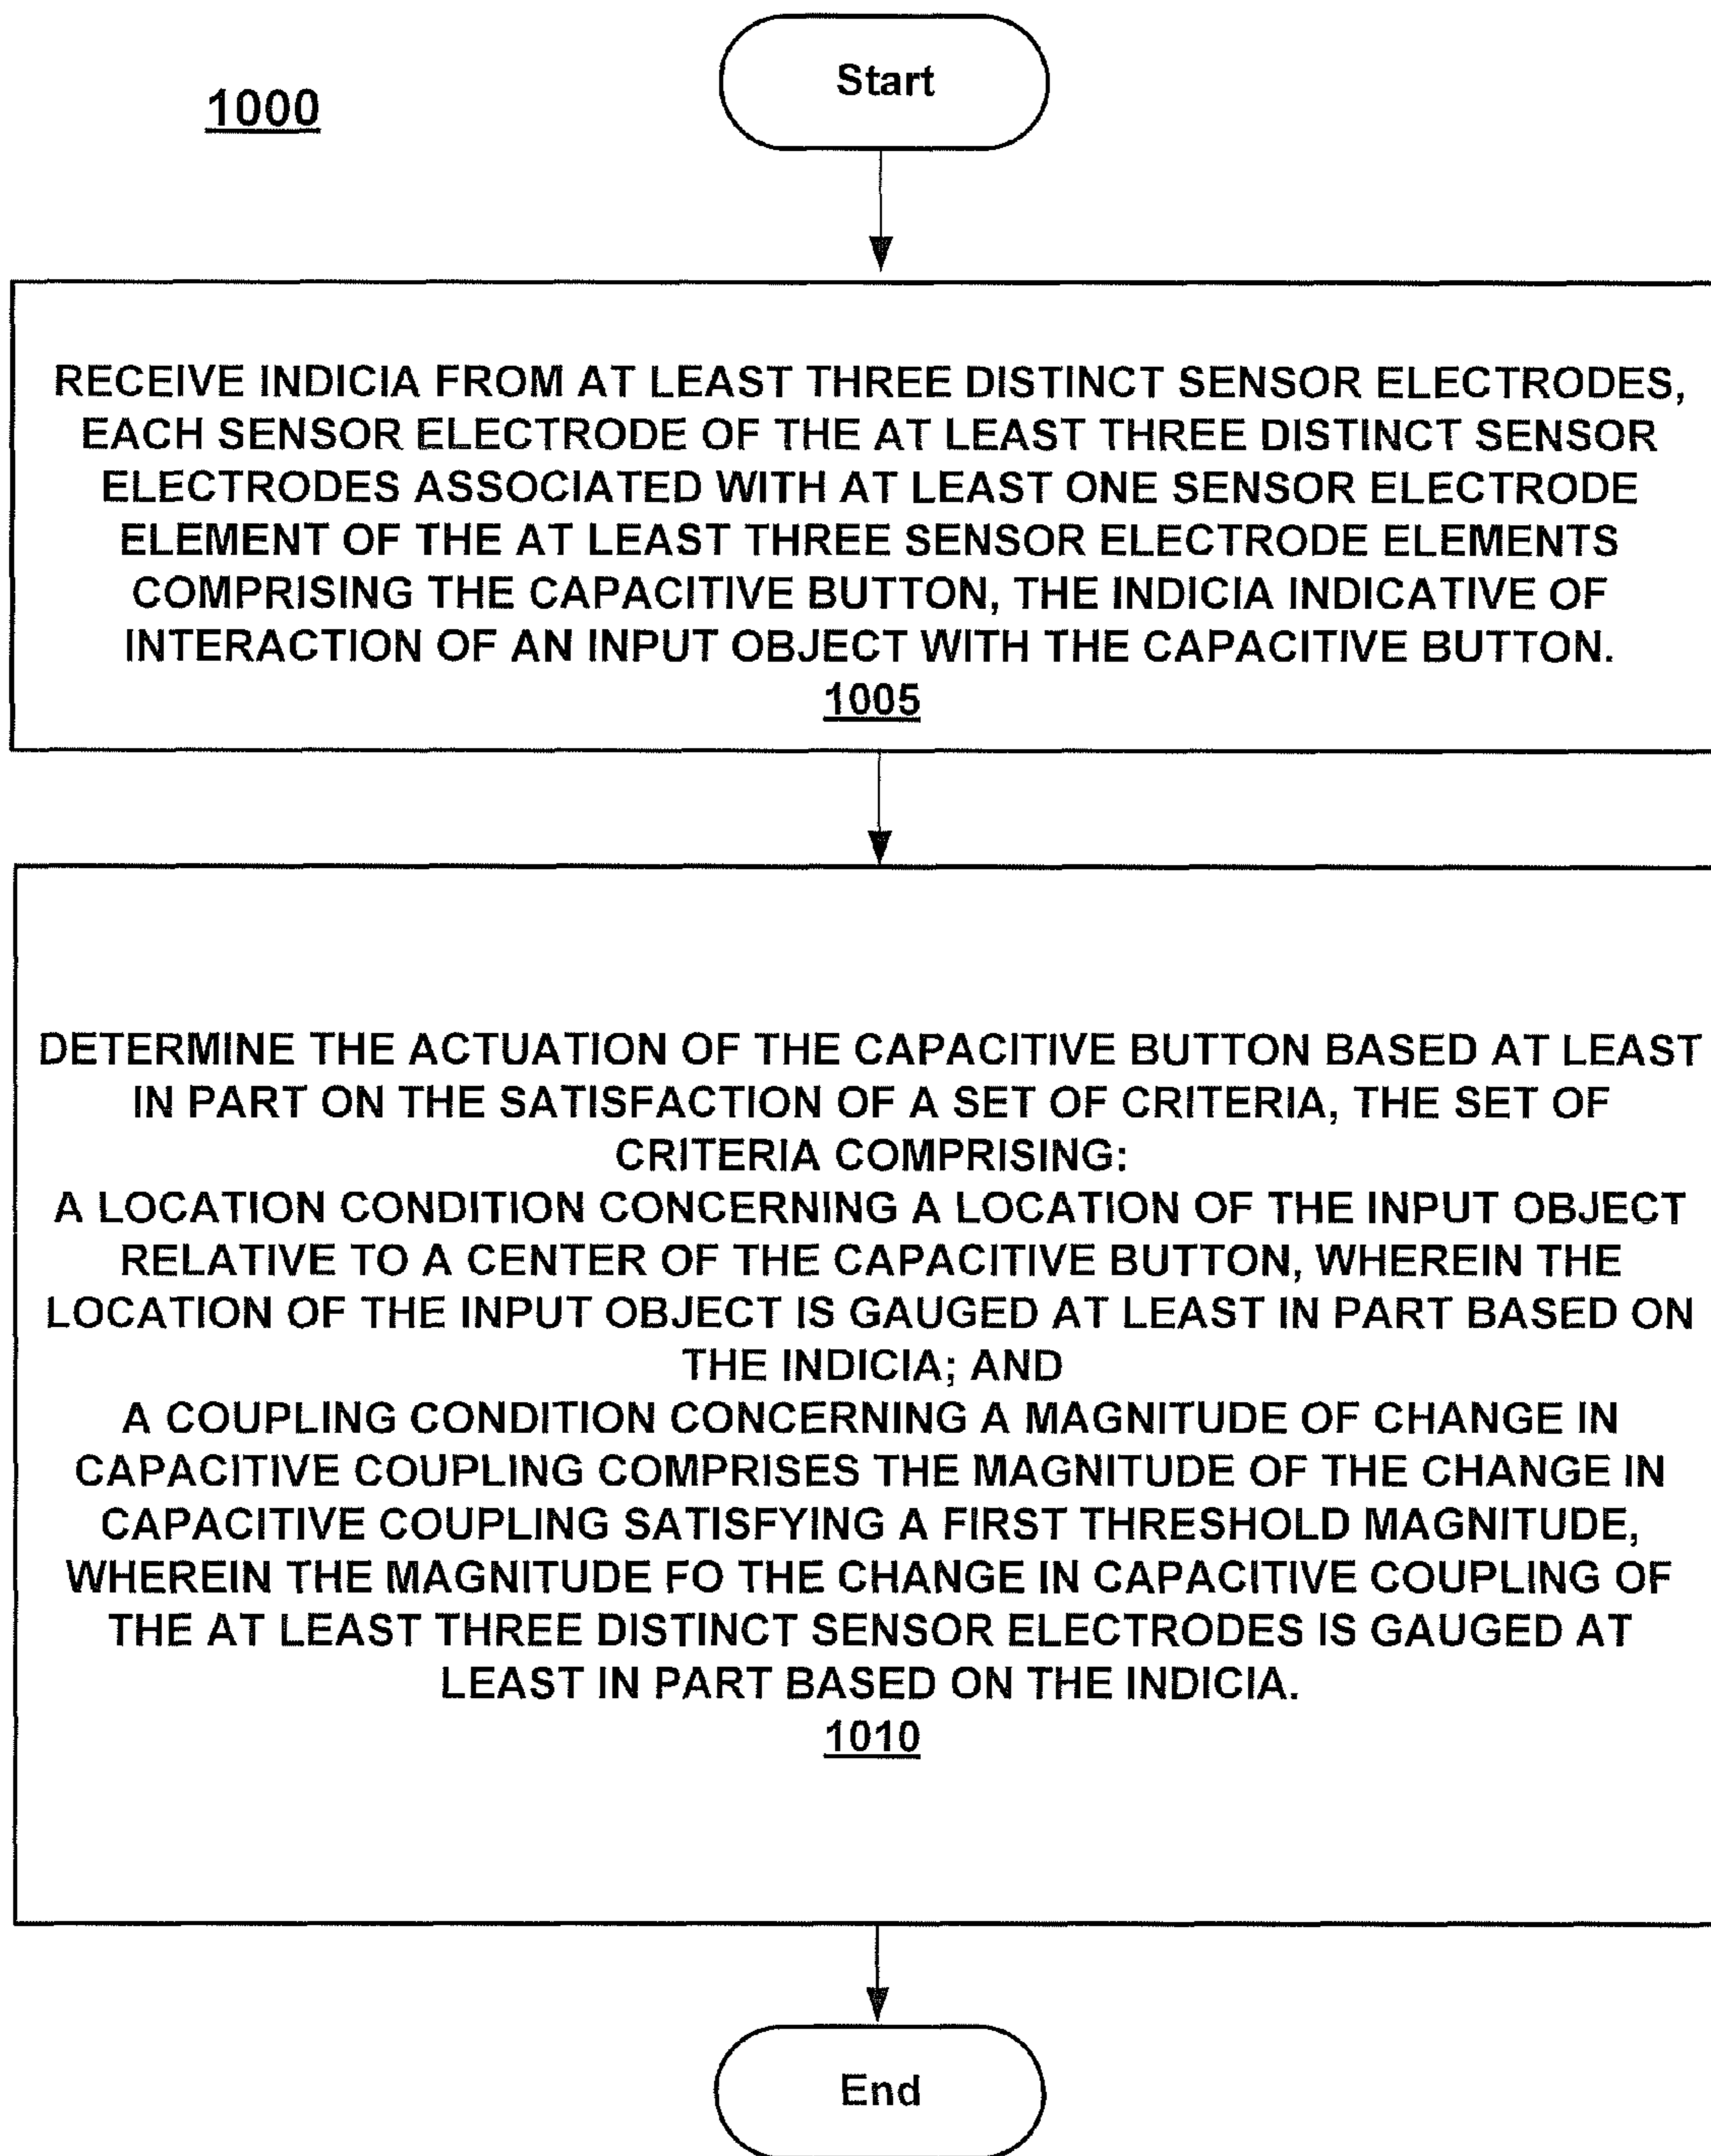 Start
1000
RECEIVE INDICIA FROM AT LEAST THREE DISTINCT SENSOR ELECTRODES,
EACH SENSOR ELECTRODE OF THE AT LEAST THREE DISTINCT SENSOR
ELECTRODES ASSOCIATED WITH AT LEAST ONE SENSOR ELECTRODE
ELEMENT OF THE AT LEAST THREE SENSOR ELECTRODE ELEMENTS
COMPRISING THE CAPACITIVE BUTTON, THE INDICIA INDICATIVE OF
INTERACTION OF AN INPUT OBJECT WITH THE CAPACITIVE BUTTON.
1005
DETERMINE THE ACTUATION OF THE CAPACITIVE BUTTON BASED AT LEAST
IN PART ON THE SATISFACTION OF A SET OF CRITERIA, THE SET OF
CRITERIA COMPRISING:
A LOCATION CONDITION CONCERNING A LOCATION OF THE INPUT OBJECT
RELATIVE TO A CENTER OF THE CAPACITIVE BUTTON, WHEREIN THE
LOCATION OF THE INPUT OBJECT IS GAUGED AT LEAST IN PART BASED ON
THE INDICIA; AND
A COUPLING CONDITION CONCERNING A MAGNITUDE OF CHANGE IN
CAPACITIVE COUPLING COMPRISES THE MAGNITUDE OF THE CHANGE IN
CAPACITIVE COUPLING SATISFYING A FIRST THRESHOLD MAGNITUDE,
WHEREIN THE MAGNITUDE FO THE CHANGE IN CAPACITIVE COUPLING OF
THE AT LEAST THREE DISTINCT SENSOR ELECTRODES IS GAUGED AT
LEAST IN PART BASED ON THE INDICIA.
1010
End